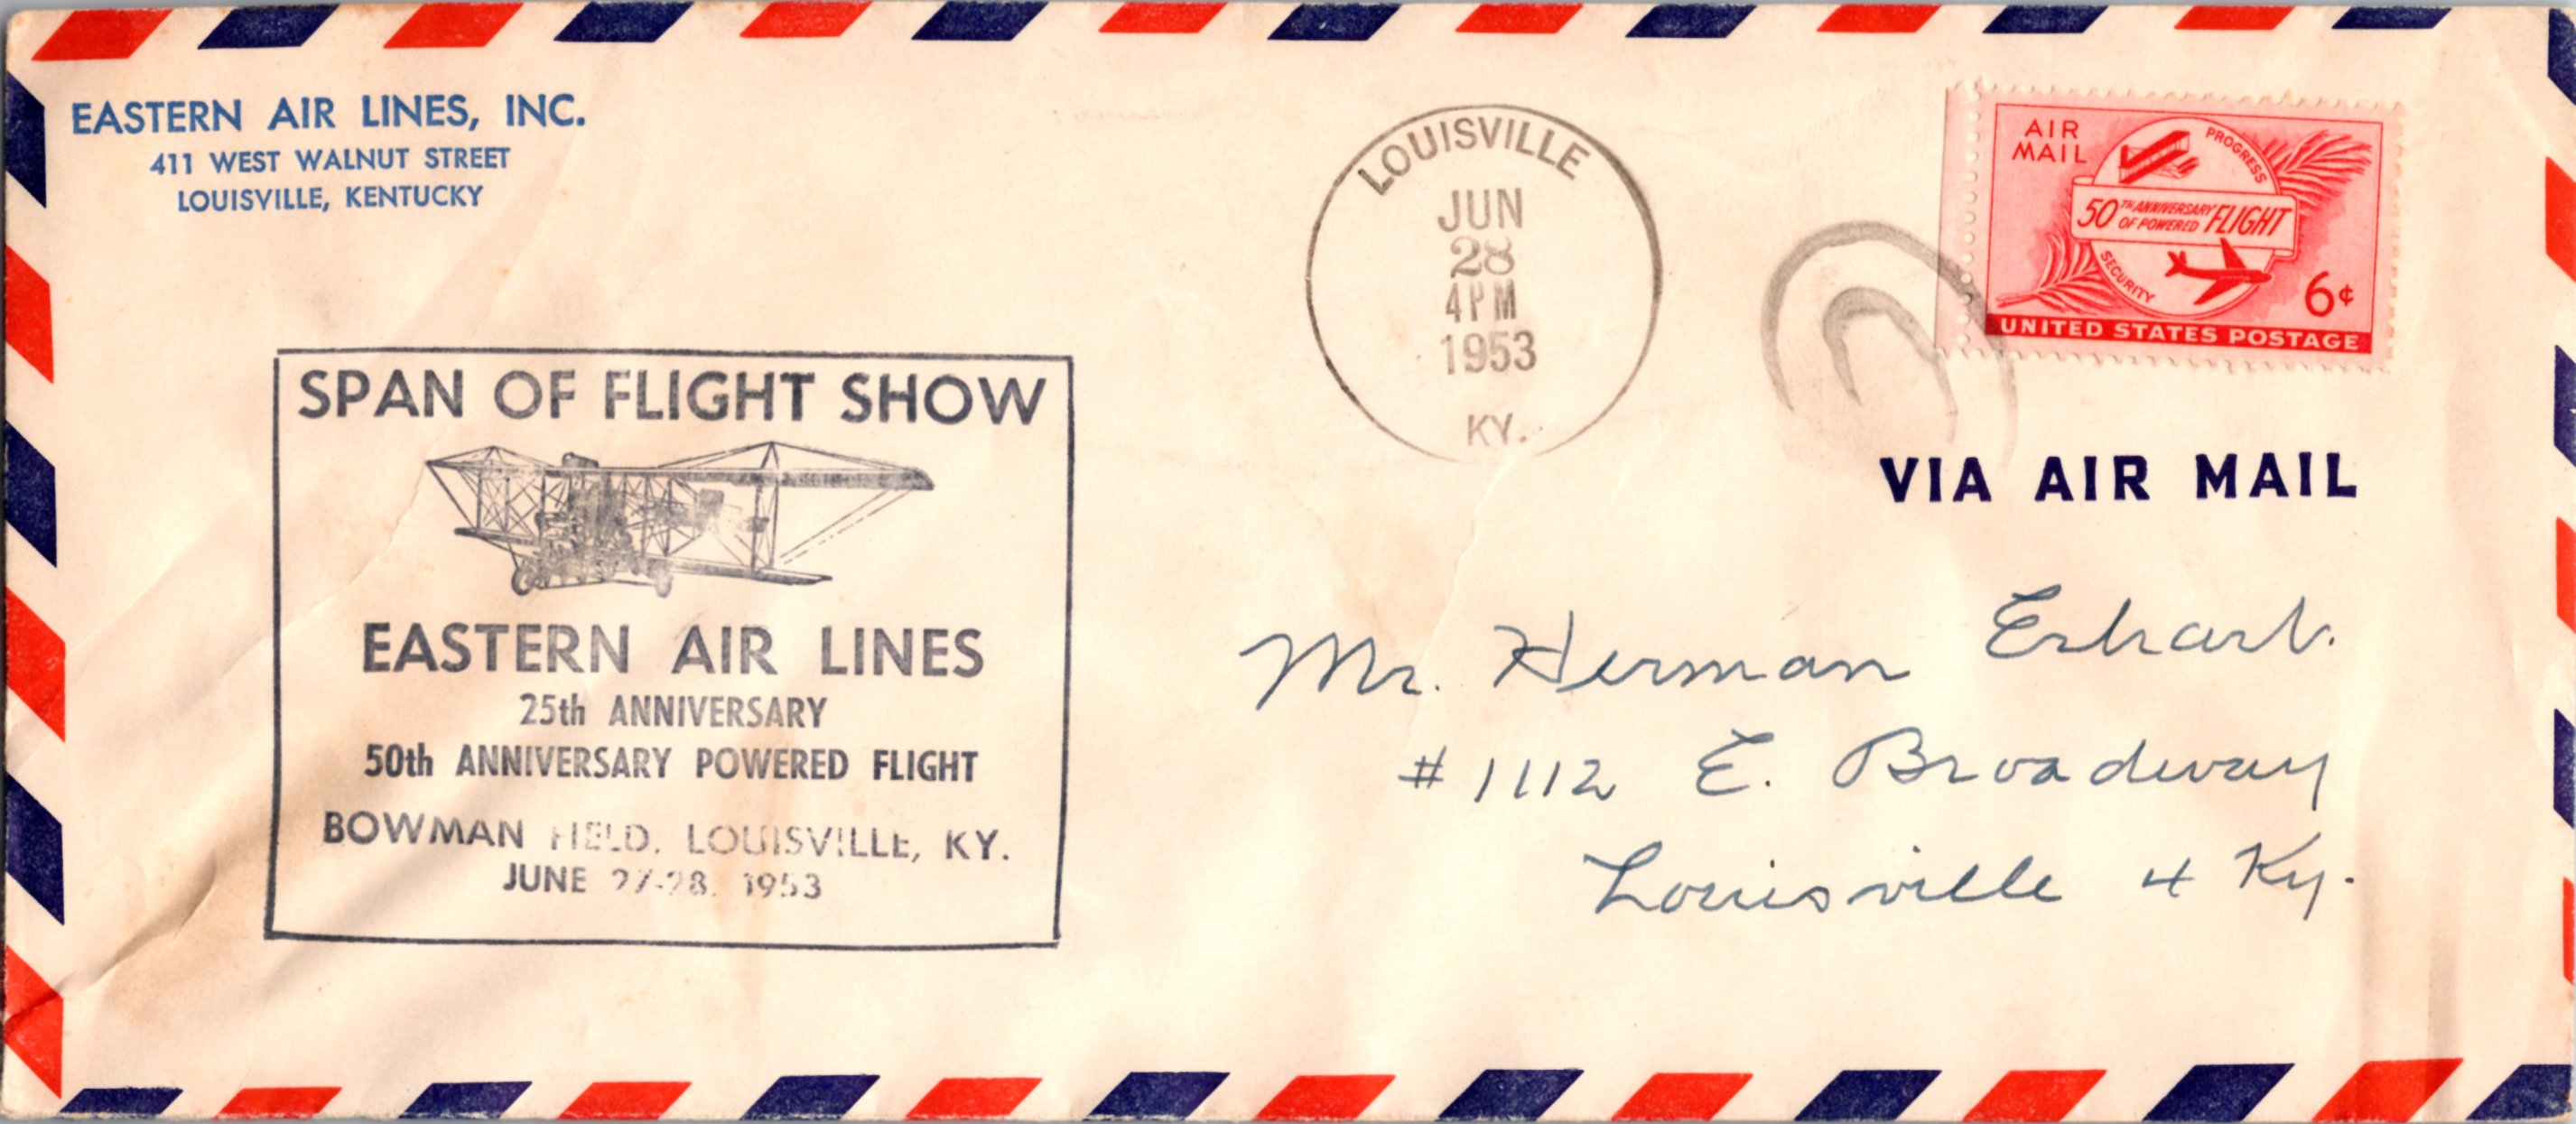 EASTERN AIR LINES, INC.
411 WEST WALNUT STREET
LOUISVILLE, KENTUCKY
LOUISVILLE
JUN
28
4PM
1953
KY.
AIR
MAIL
PROGRESS
50TH ANNIVERSARY
OF POWERED FLIGHT
SECURITY
6¢
UNITED STATES POSTAGE
VIA AIR MAIL
SPAN OF FLIGHT SHOW
EASTERN AIR LINES
25th ANNIVERSARY
50th ANNIVERSARY POWERED FLIGHT
BOWMAN FIELD, LOUISVILLE, KY.
JUNE 27-28, 1953
Mr. Herman Erhart.
#1112 E. Broadway
Louisville 4 Ky.